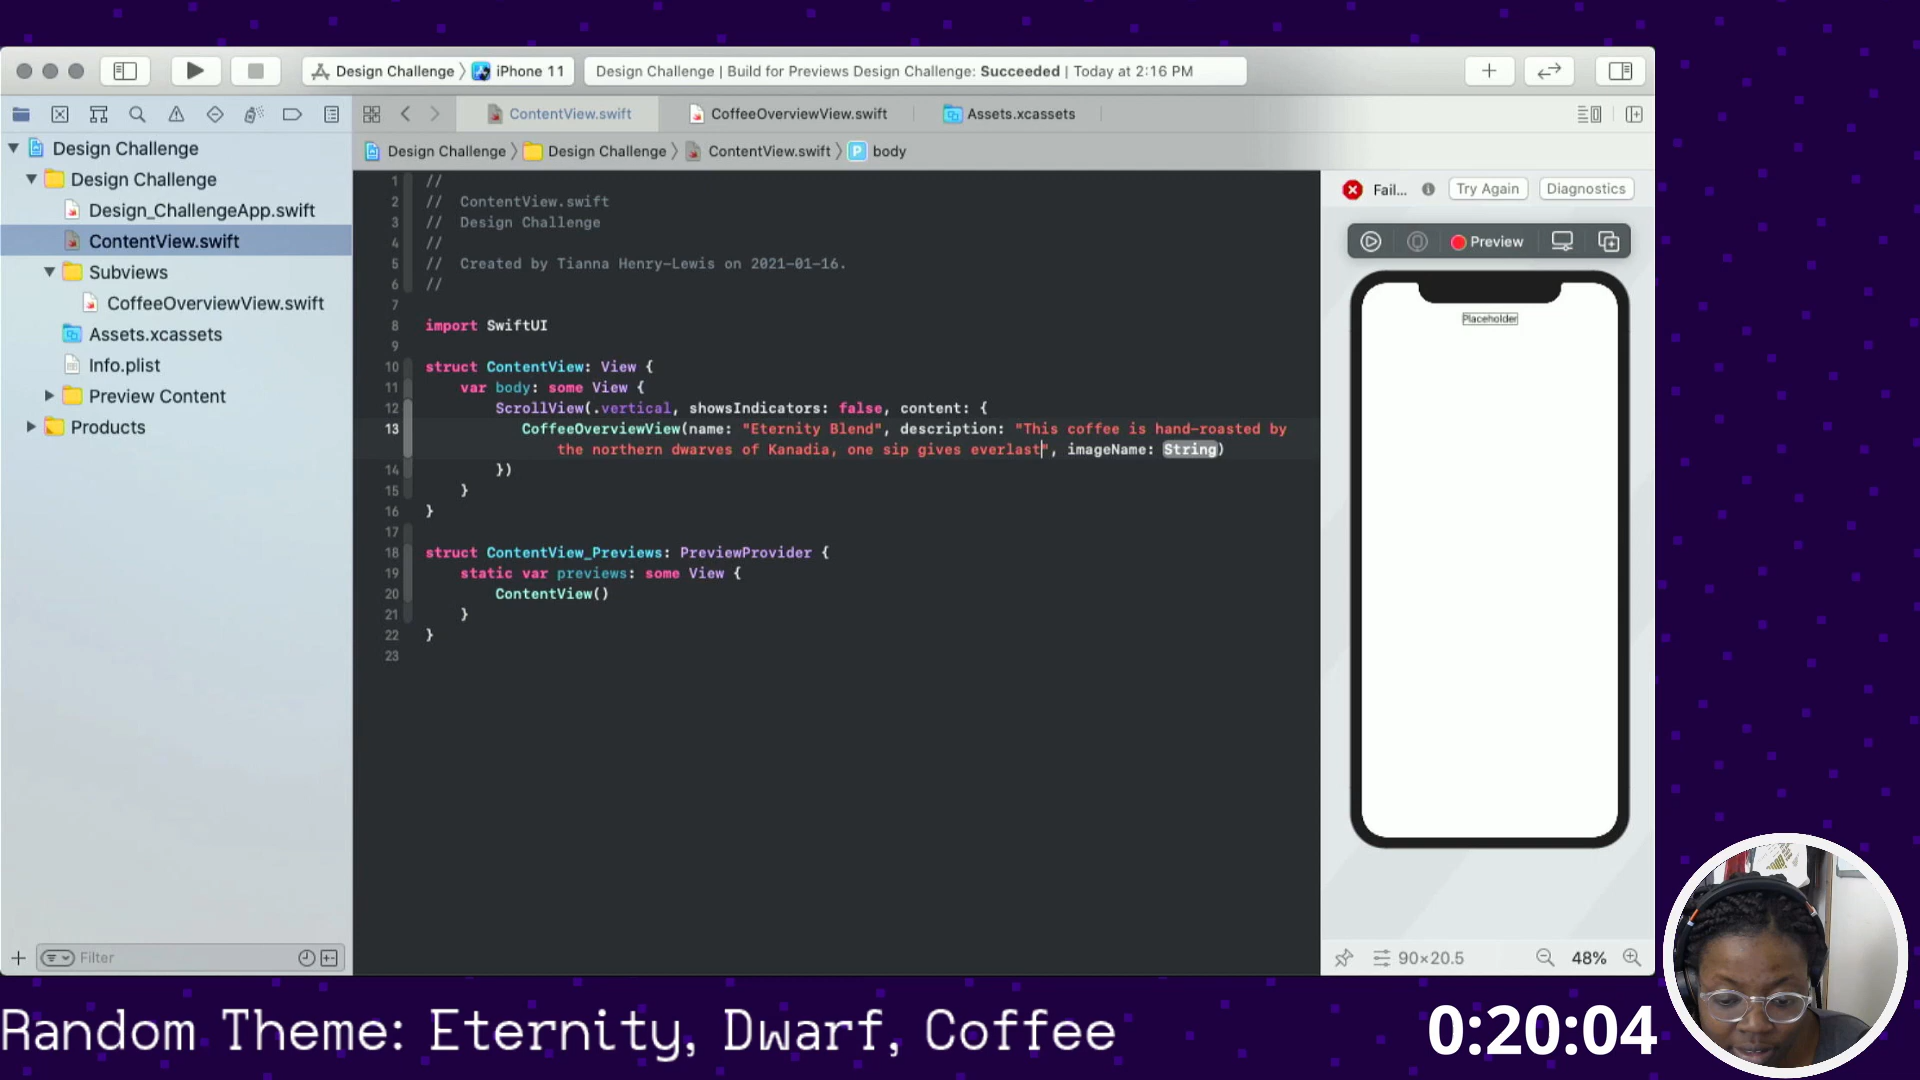 Design Challenge
iPhone 11
Design Challenge | Build for Previews Design Challenge: Succeeded | Today at 2:16 PM
ContentView.swift
CoffeeOverviewView.swift
Assets.xcassets
Design Challenge
Design Challenge
ContentView.swift
P body
Design Challenge
Design Challenge
Design_ChallengeApp.swift
ContentView.swift
Subviews
CoffeeOverviewView.swift
Assets.xcassets
Info.plist
Preview Content
Products
Filter
1 //
2 // ContentView.swift
3 // Design Challenge
4 //
5 // Created by Tianna Henry-Lewis on 2021-01-16.
6 //
7
8 import SwiftUI
9
10 struct ContentView: View {
11 var body: some View {
12 ScrollView(.vertical, showsIndicators: false, content: {
13 CoffeeOverviewView(name: "Eternity Blend", description: "This coffee is hand-roasted by
the northern dwarves of Kanadia, one sip gives everlast", imageName: String)
14 })
15 }
16 }
17
18 struct ContentView_Previews: PreviewProvider {
19 static var previews: some View {
20 ContentView()
21 }
22 }
23
Fail...
Try Again
Diagnostics
Preview
Placeholder
90×20.5
48%
Random Theme: Eternity, Dwarf, Coffee
0:20:04